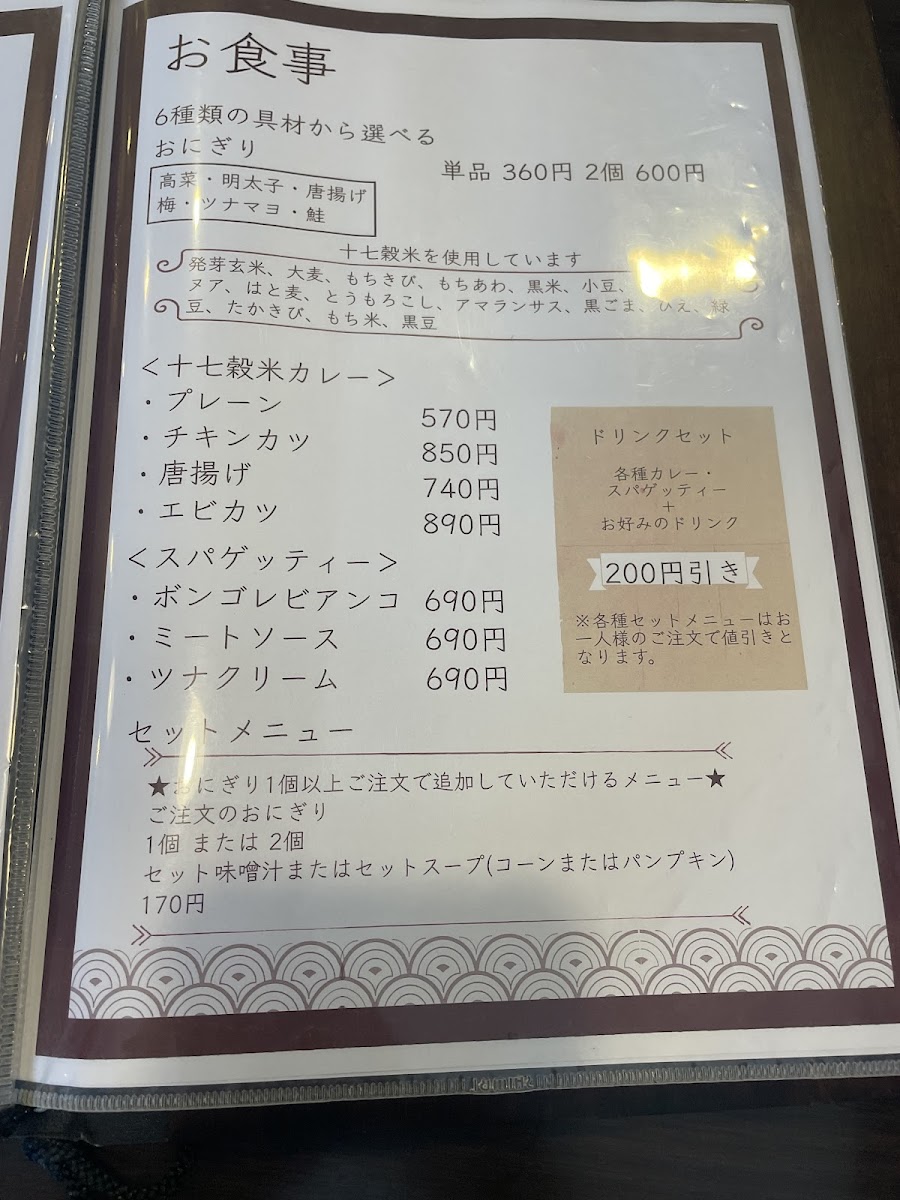 お食事
6種類の具材から選べる
おにぎり
単品 360円 2個 600円
高菜・明太子・唐揚げ
梅・ツナマヨ・鮭
十七穀米を使用しています
発芽玄米、大麦、もちきび、もちあわ、黒米、小豆、
ヌア、はと麦、とうもろこし、アマランサス、黒ごま、ひえ、緑
豆、たかきび、もち米、黒豆
<十七穀米カレー>
・プレーン 570円
・チキンカツ 850円
・唐揚げ 740円
・エビカツ 890円
<スパゲッティー>
・ボンゴレビアンコ 690円
・ミートソース 690円
・ツナクリーム 690円
ドリンクセット
各種カレー・
スパゲッティー
+
お好みのドリンク
200円引き
※各種セットメニューはお
一人様のご注文で値引きと
なります。
セットメニュー
★おにぎり1個以上ご注文で追加していただけるメニュー★
ご注文のおにぎり
1個 または 2個
セット味噌汁またはセットスープ(コーンまたはパンプキン)
170円